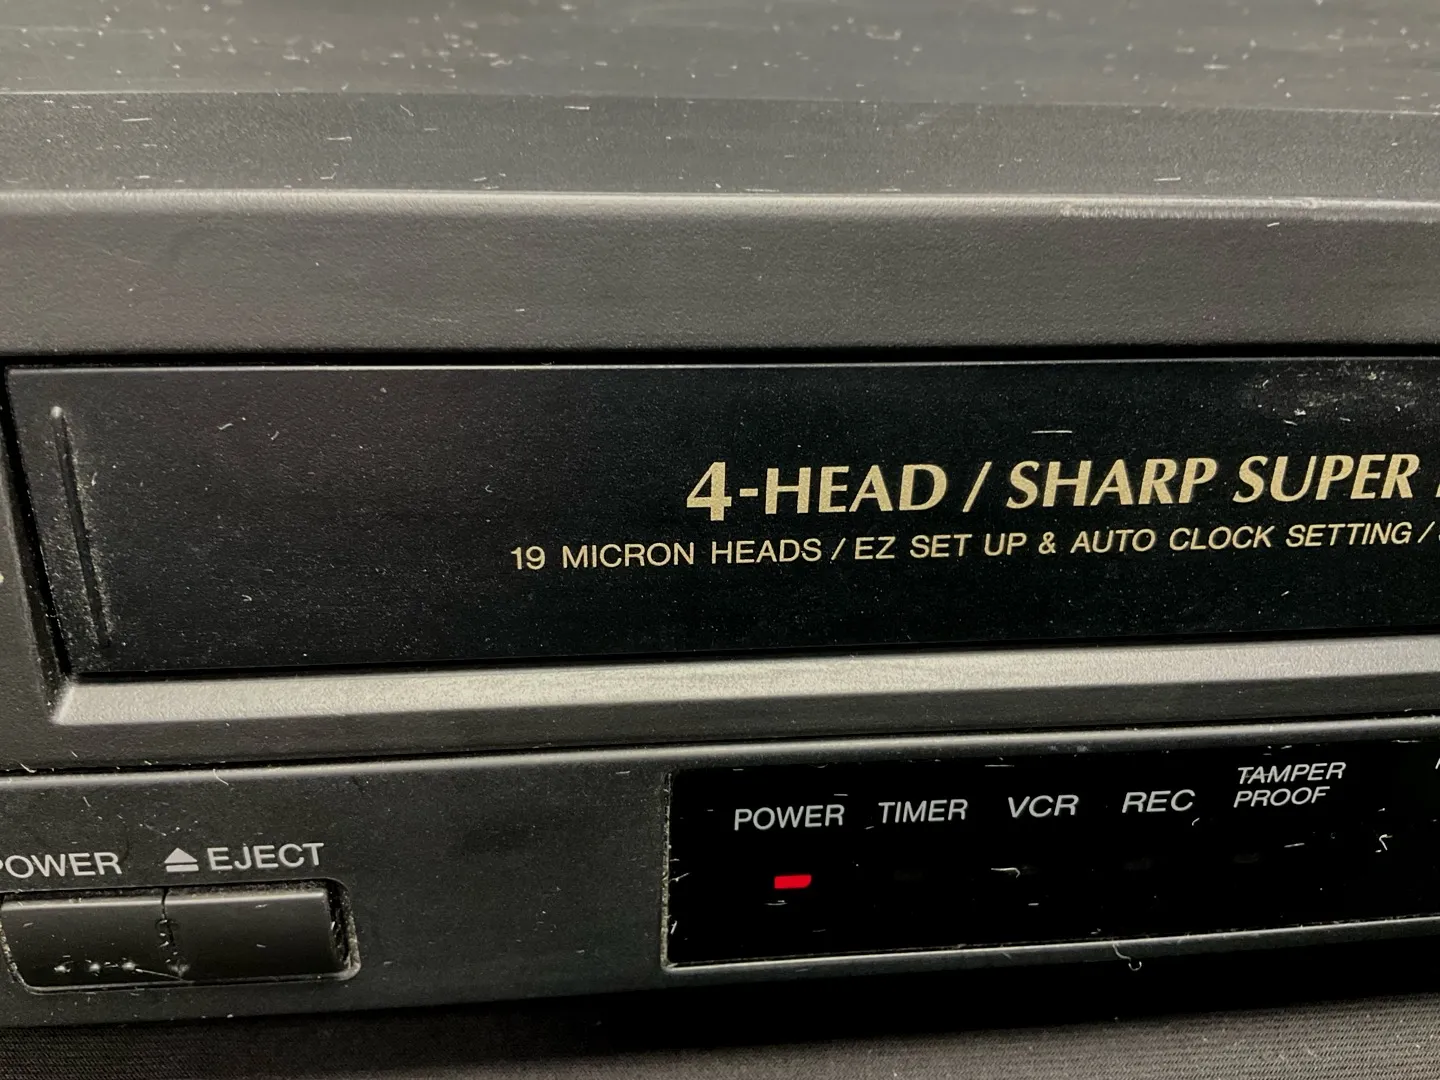 4-HEAD / SHARP SUPER
19 MICRON HEADS / EZ SET UP & AUTO CLOCK SETTING /
POWER TIMER VCR REC TAMPER PROOF
POWER ⏏ EJECT